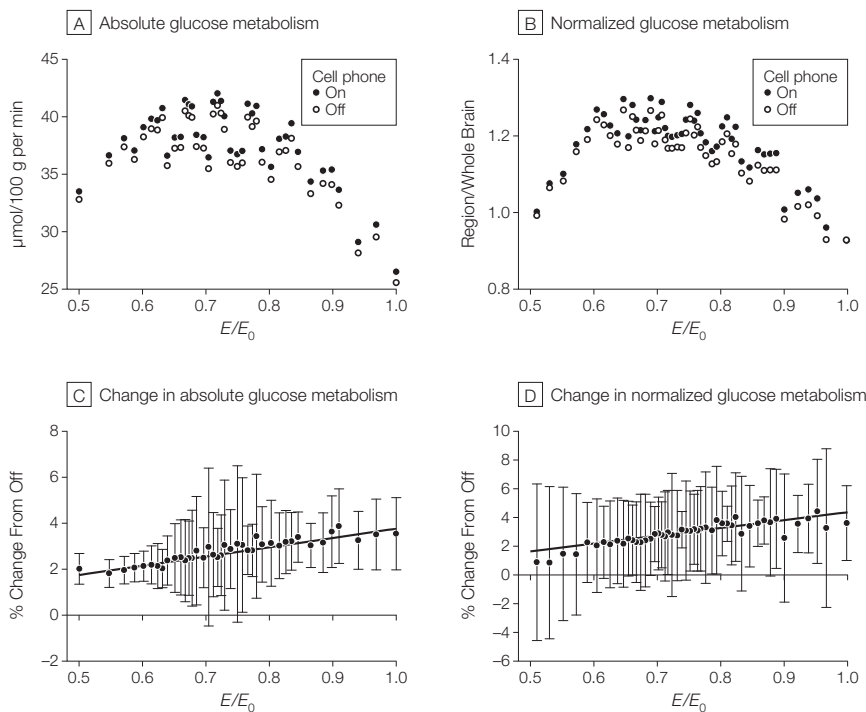 A Absolute glucose metabolism
45
40
35
30
25
μmol/100 g per min
Cell phone
On
Off
0.5 0.6 0.7 0.8 0.9 1.0
E/E0
B Normalized glucose metabolism
1.4
1.2
1.0
0.8
Region/Whole Brain
Cell phone
On
Off
0.5 0.6 0.7 0.8 0.9 1.0
E/E0
C Change in absolute glucose metabolism
8
6
4
2
0
−2
% Change From Off
0.5 0.6 0.7 0.8 0.9 1.0
E/E0
D Change in normalized glucose metabolism
10
8
6
4
2
0
−2
−4
−6
% Change From Off
0.5 0.6 0.7 0.8 0.9 1.0
E/E0